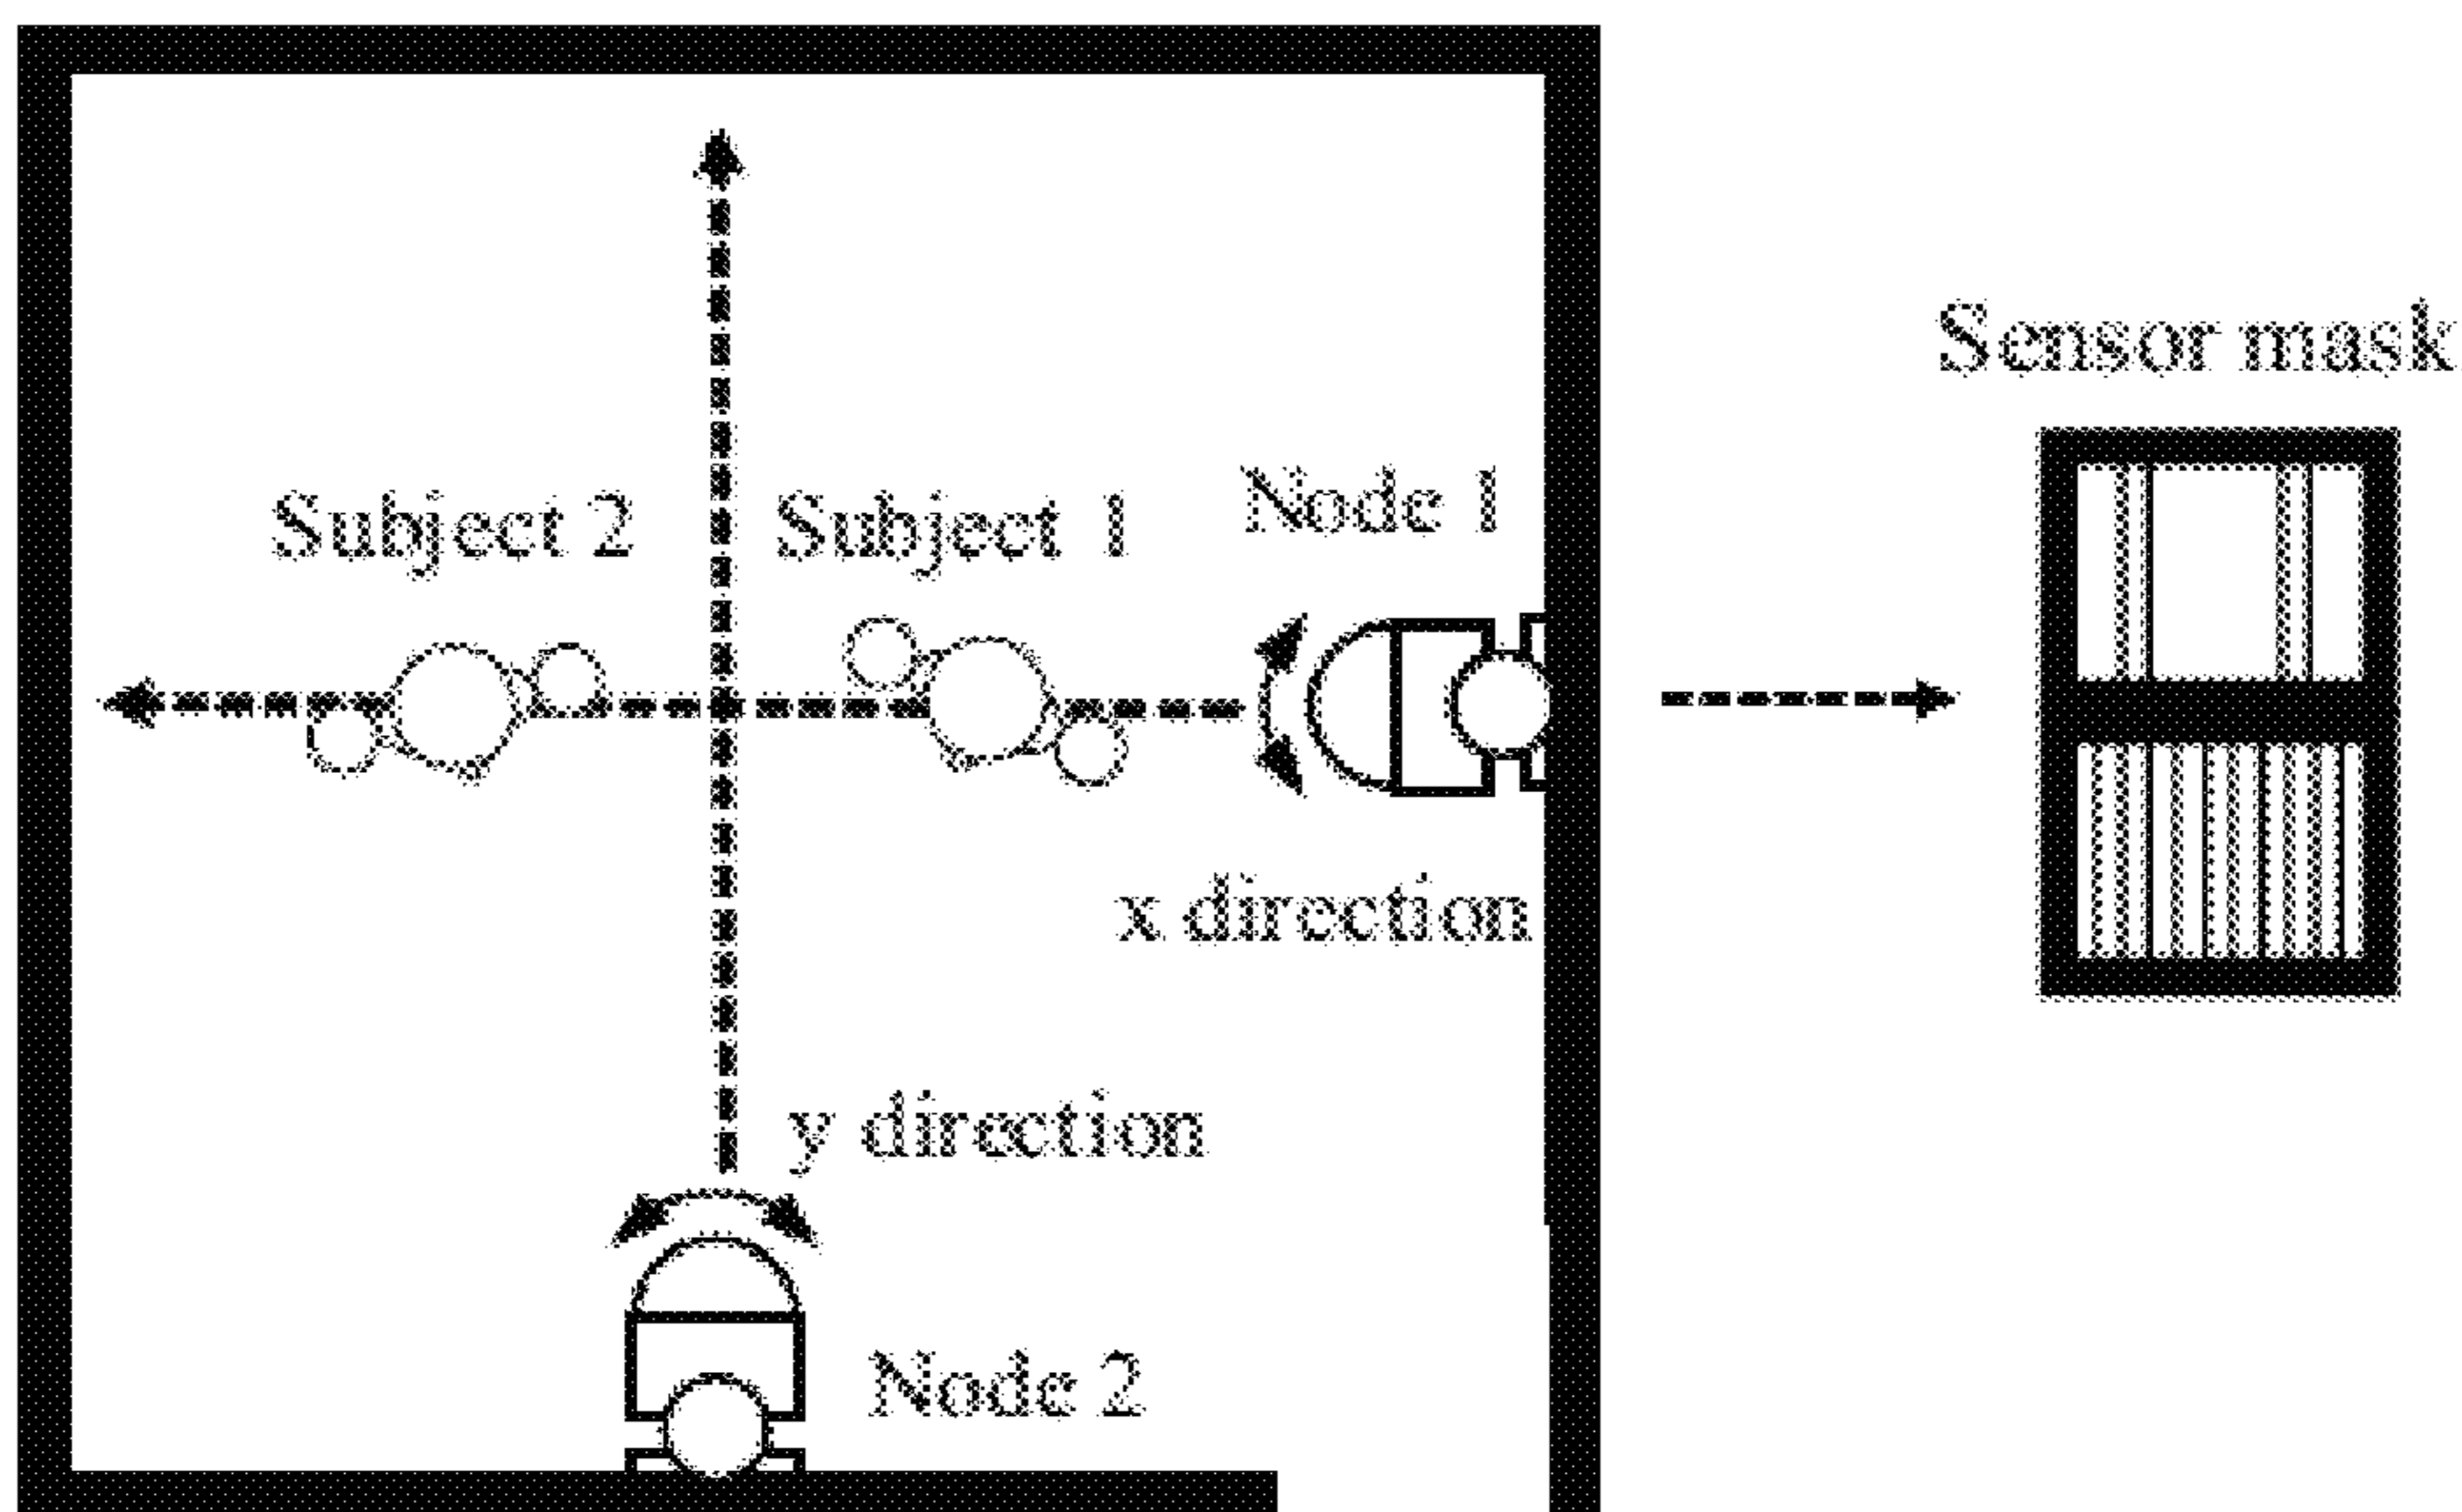 Sensor mask
Subject 2
Subject 1
Node 1
x direction
y direction
Node 2